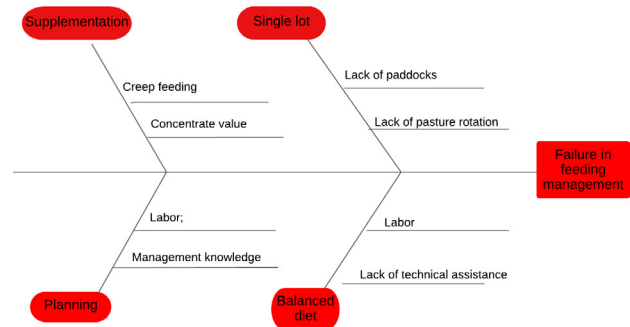 Supplementation
Single lot
Creep feeding
Concentrate value
Lack of paddocks
Lack of pasture rotation
Failure in
feeding
management
Labor;
Management knowledge
Labor
Lack of technical assistance
Planning
Balanced
diet